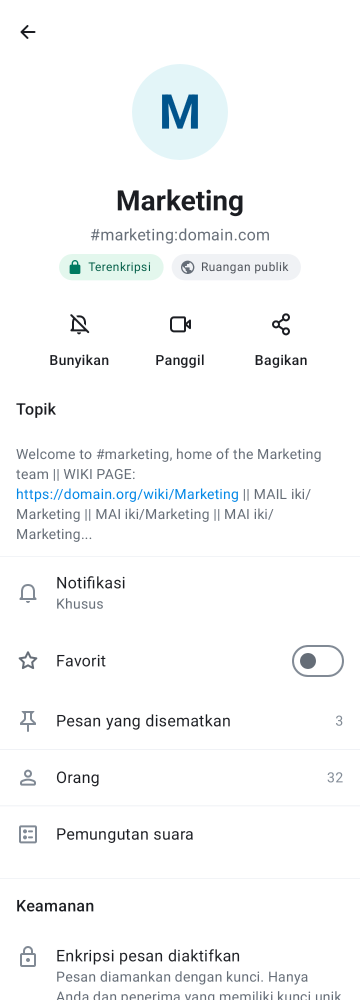 M
Marketing
#marketing:domain.com
Terenkripsi
Ruangan publik
Bunyikan
Panggil
Bagikan
Topik
Welcome to #marketing, home of the Marketing
team || WIKI PAGE:
https://domain.org/wiki/Marketing || MAIL iki/
Marketing || MAI iki/Marketing || MAI iki/
Marketing...
Notifikasi
Khusus
Favorit
Pesan yang disematkan 3
Orang 32
Pemungutan suara
Keamanan
Enkripsi pesan diaktifkan
Pesan diamankan dengan kunci. Hanya
Anda dan penerima yang memiliki kunci unik